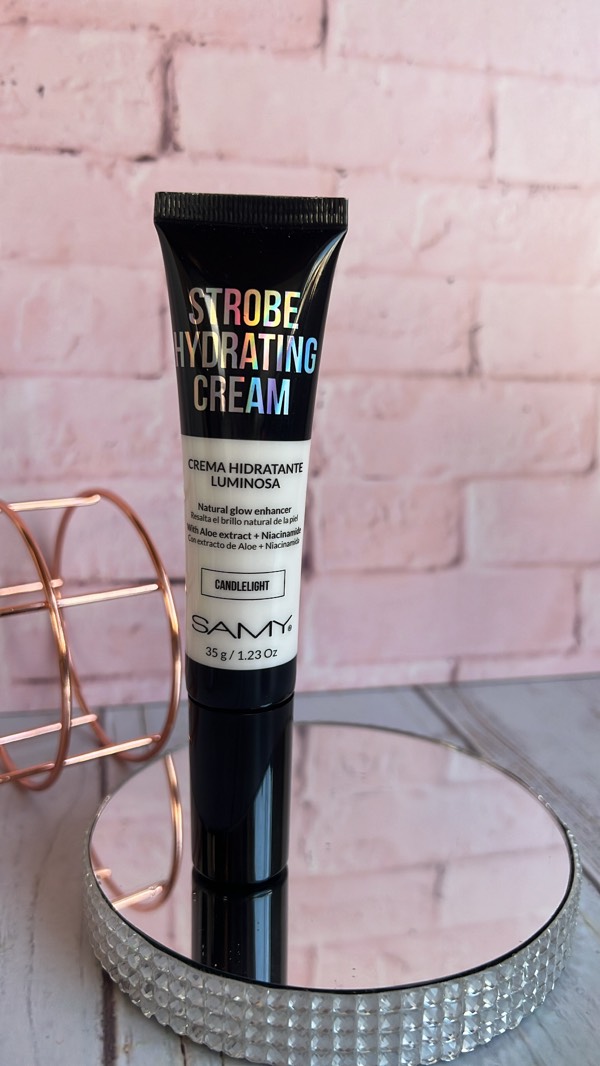 STROBE
HYDRATING
CREAM
CREMA HIDRATANTE
LUMINOSA
Natural glow enhancer
Resalta el brillo natural de la piel
With Aloe extract + Niacinamide
Con extracto de Aloe + Niacinamida
CANDLELIGHT
SAMY®
35 g / 1.23 Oz